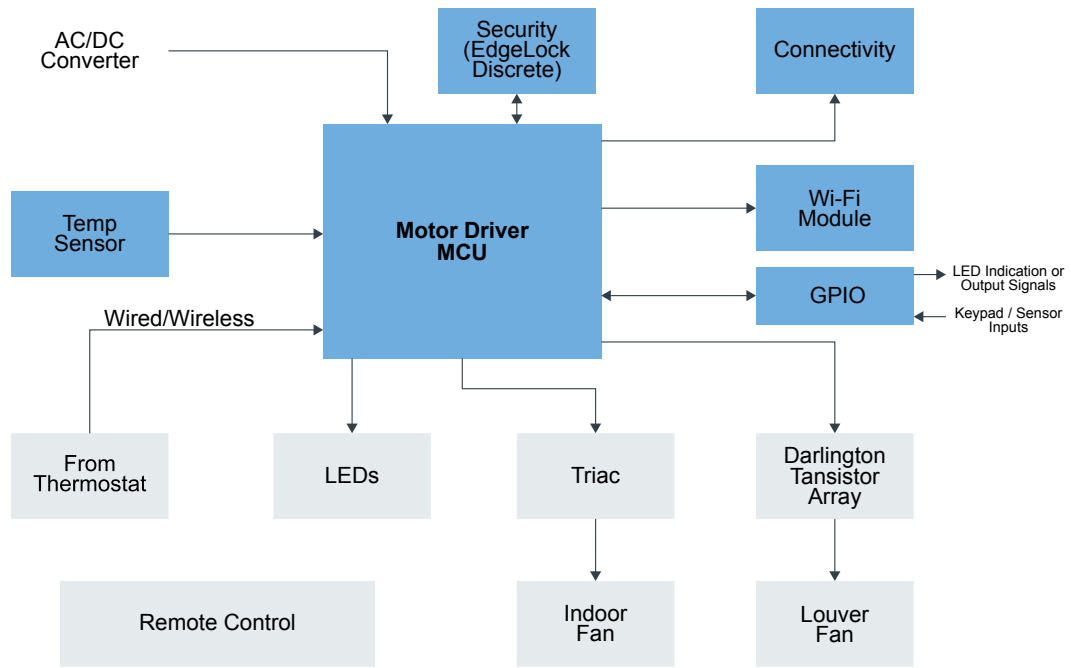 AC/DC
Converter
Security
(EdgeLock
Discrete)
Connectivity
Temp
Sensor
Motor Driver
MCU
Wi-Fi
Module
GPIO
LED Indication or
Output Signals
Keypad / Sensor
Inputs
Wired/Wireless
From
Thermostat
LEDs
Triac
Darlington
Tansistor
Array
Remote Control
Indoor
Fan
Louver
Fan